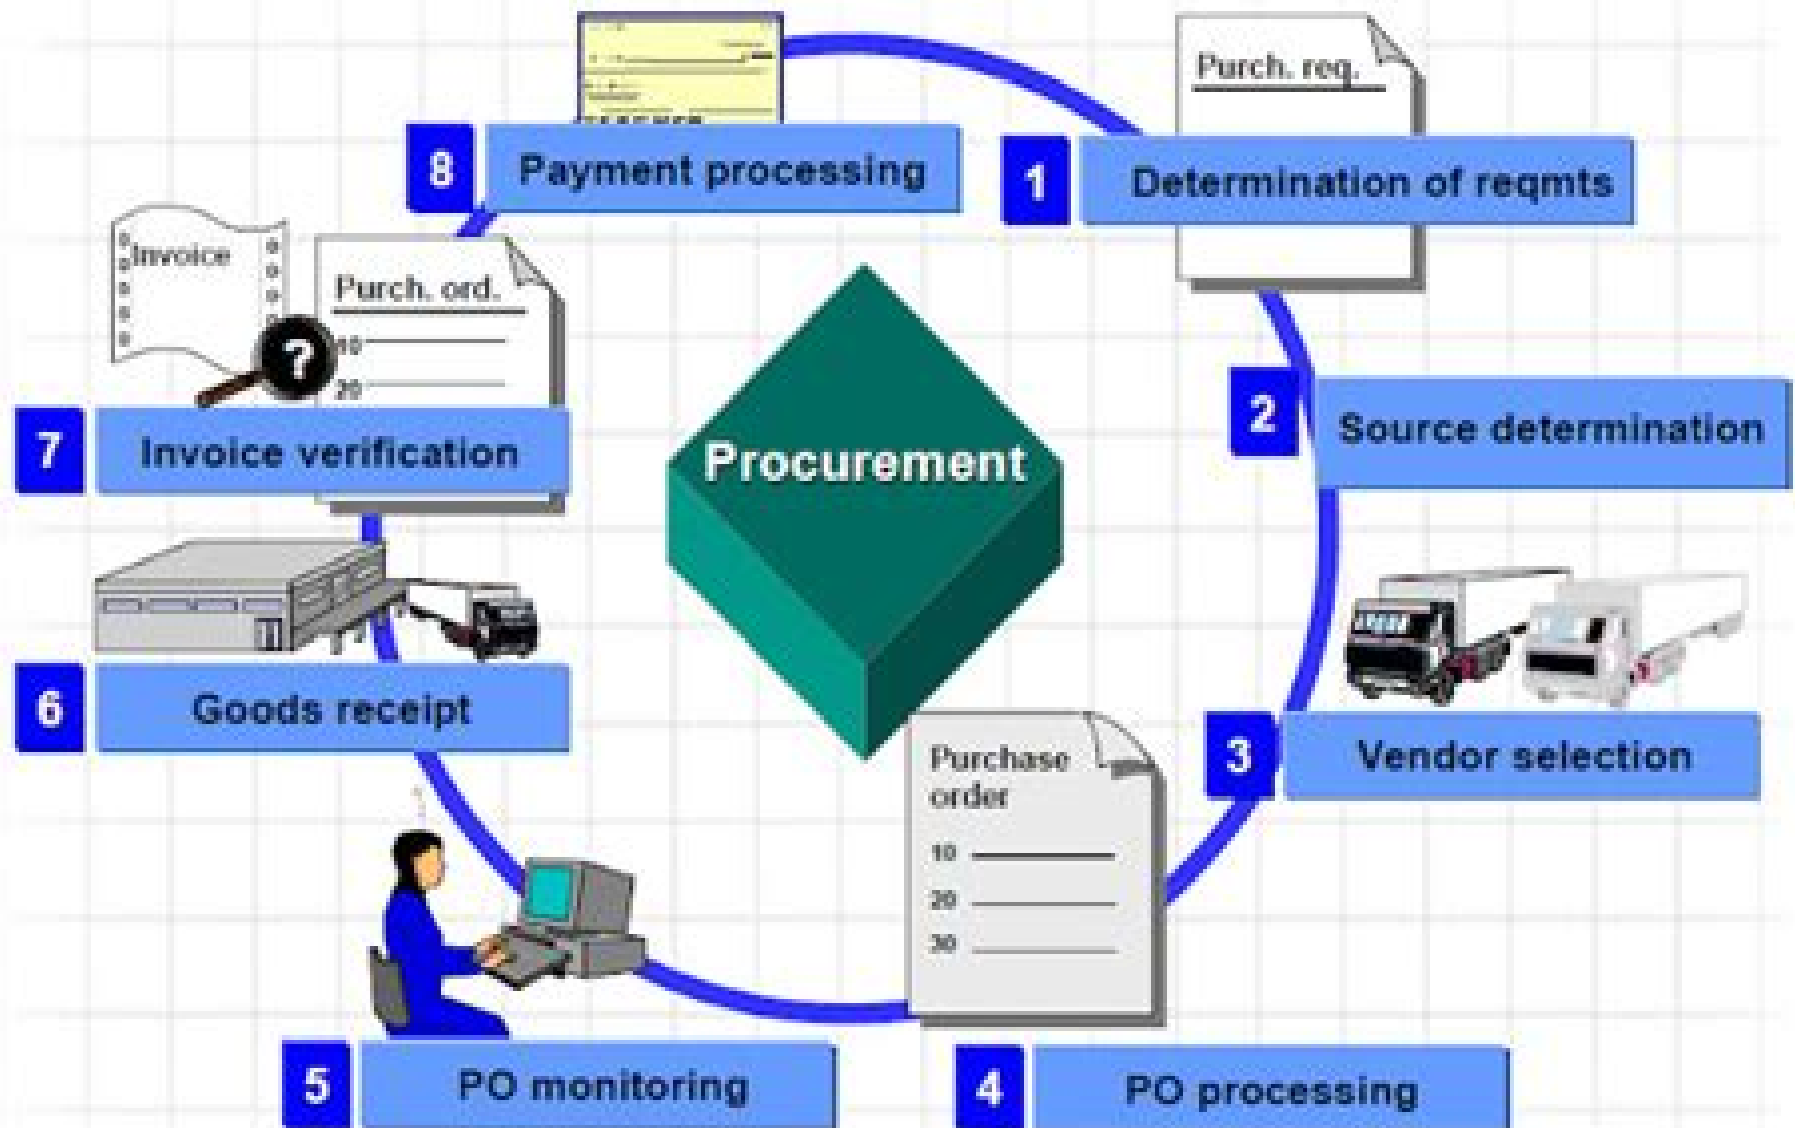 Purch. req.
1 Determination of reqmts
2 Source determination
3 Vendor selection
Purchase order
10
20
30
4 PO processing
5 PO monitoring
6 Goods receipt
Invoice
Purch. ord.
?
10
20
7 Invoice verification
8 Payment processing
Procurement